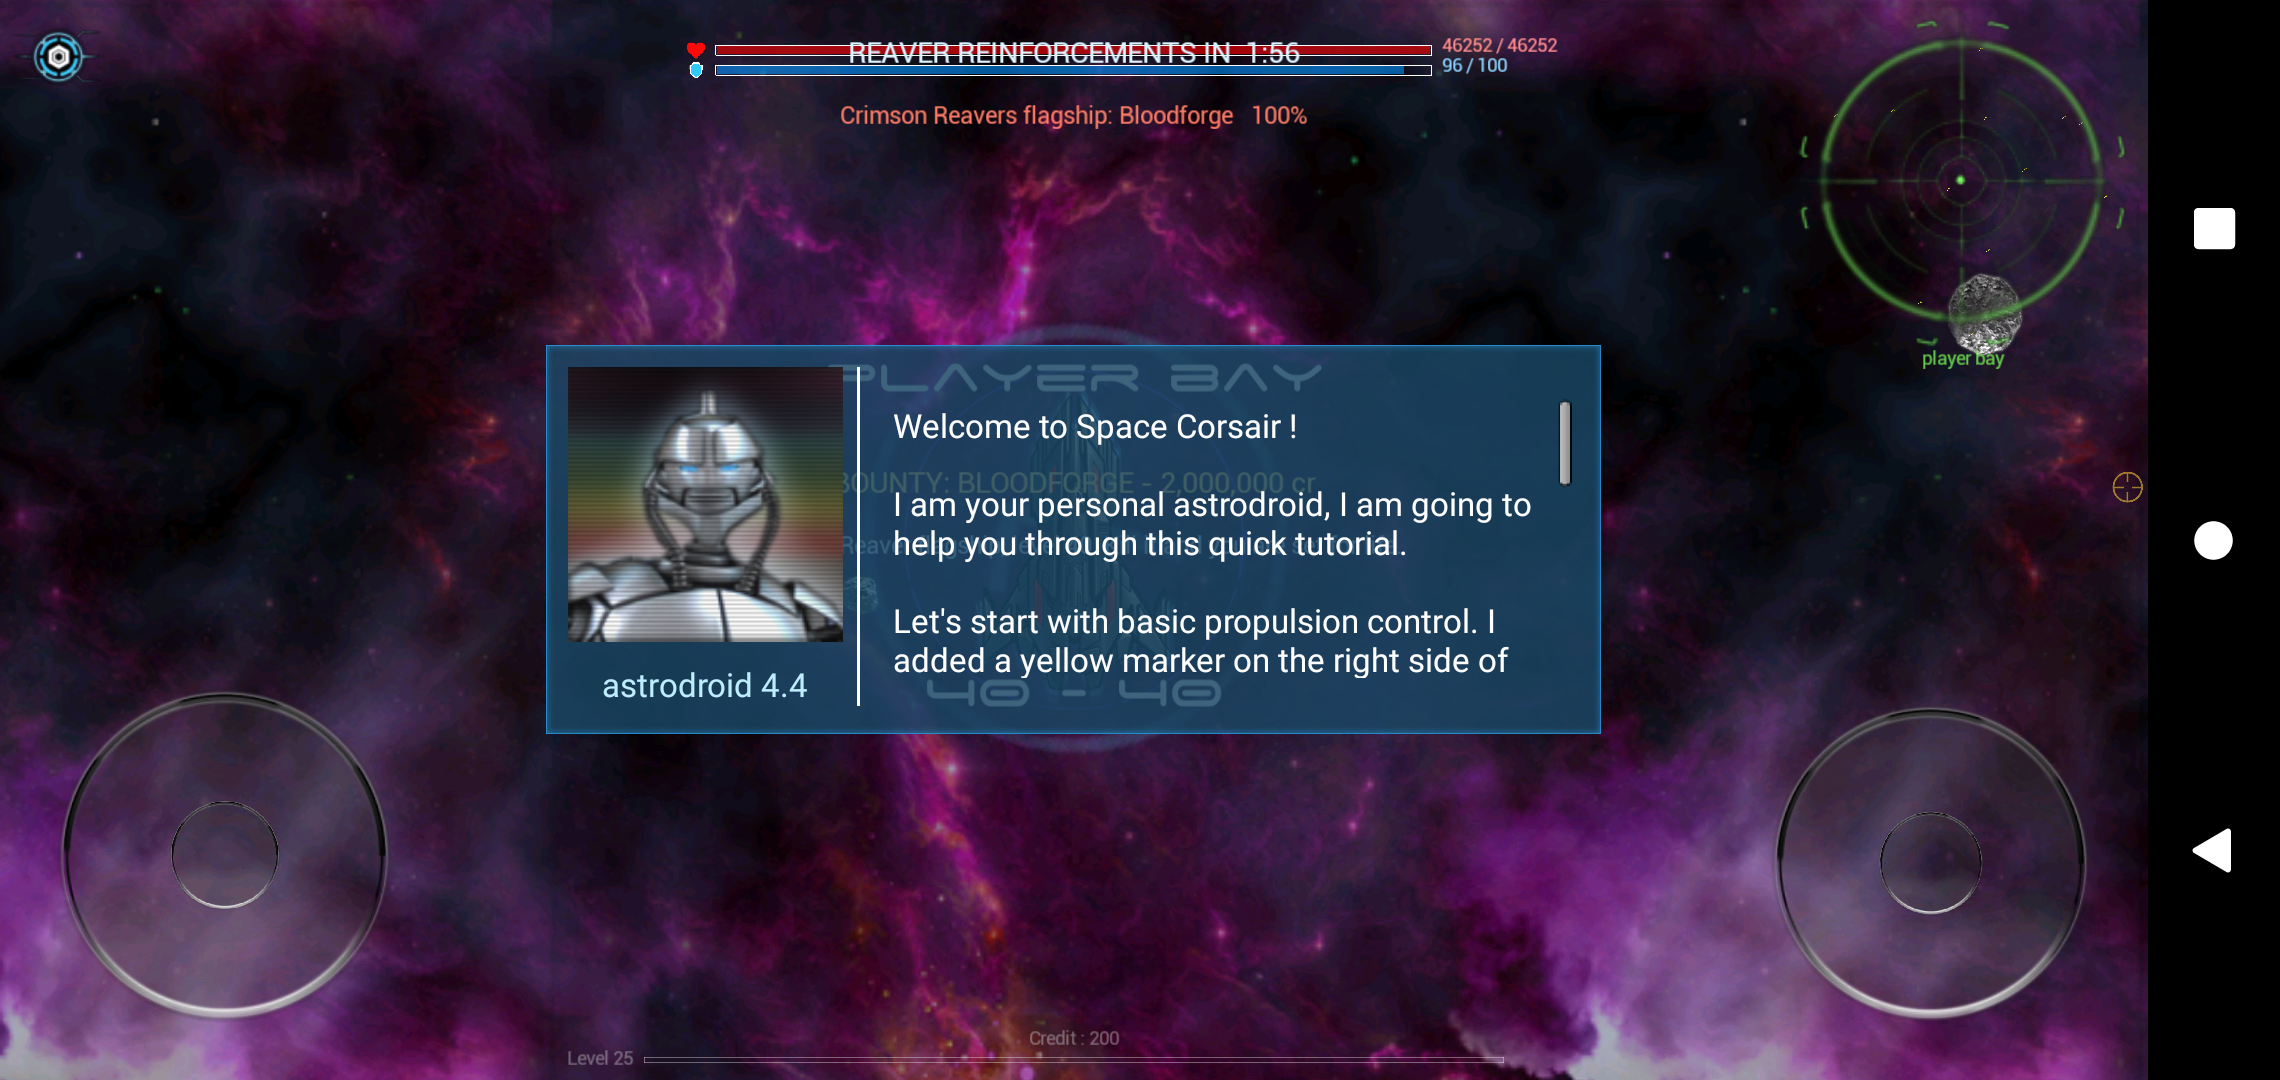 REAVER REINFORCEMENTS IN 1:56
46252 / 46252
96 / 100
Crimson Reavers flagship: Bloodforge 100%
player bay
PLAYER BAY
Welcome to Space Corsair !
BOUNTY: BLOODFORGE - 2,000,000 cr
I am your personal astrodroid, I am going to
help you through this quick tutorial.
Reaver
Let's start with basic propulsion control. I
added a yellow marker on the right side of
astrodroid 4.4
40 - 40
Credit : 200
Level 25